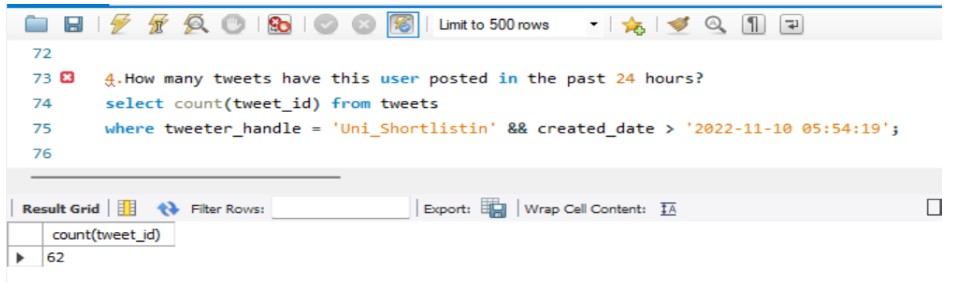 Limit to 500 rows
72
73 4.How many tweets have this user posted in the past 24 hours?
74 select count(tweet_id) from tweets
75 where tweeter_handle = 'Uni_Shortlistin' && created_date > '2022-11-10 05:54:19';
76
Result Grid Filter Rows: Export: Wrap Cell Content: IA
count(tweet_id)
62